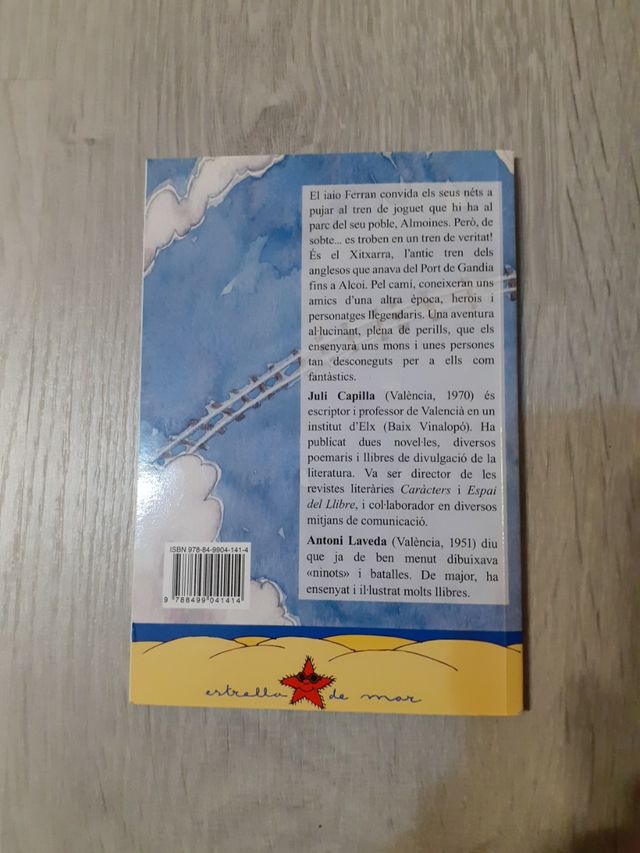 El iaio Ferran convida els seus néts a
pujar al tren de joguet que hi ha al
parc del seu poble, Almoines. Però, de
sobte... es troben en un tren de veritat!
És el Xitxarra, l'antic tren dels
anglesos que anava del Port de Gandia
fins a Alcoi. Pel camí, coneixeran uns
amics d'una altra època, herois i
personatges llegendaris. Una aventura
al·lucinant, plena de perills, que els
ensenyarà uns mons i unes persones
tan desconeguts per a ells com
fantàstics.
Juli Capilla (València, 1970) és
escriptor i professor de Valencià en un
institut d'Elx (Baix Vinalopó). Ha
publicat dues novel·les, diversos
poemaris i llibres de divulgació de la
literatura. Va ser director de les
revistes literàries Caràcters i Espai
del Llibre, i col·laborador en diversos
mitjans de comunicació.
Antoni Laveda (València, 1951) diu
que ja de ben menut dibuixava
«ninots» i batalles. De major, ha
ensenyat i il·lustrat molts llibres.
ISBN 978-84-9904-141-4
9 788499 041414
estrella de mar